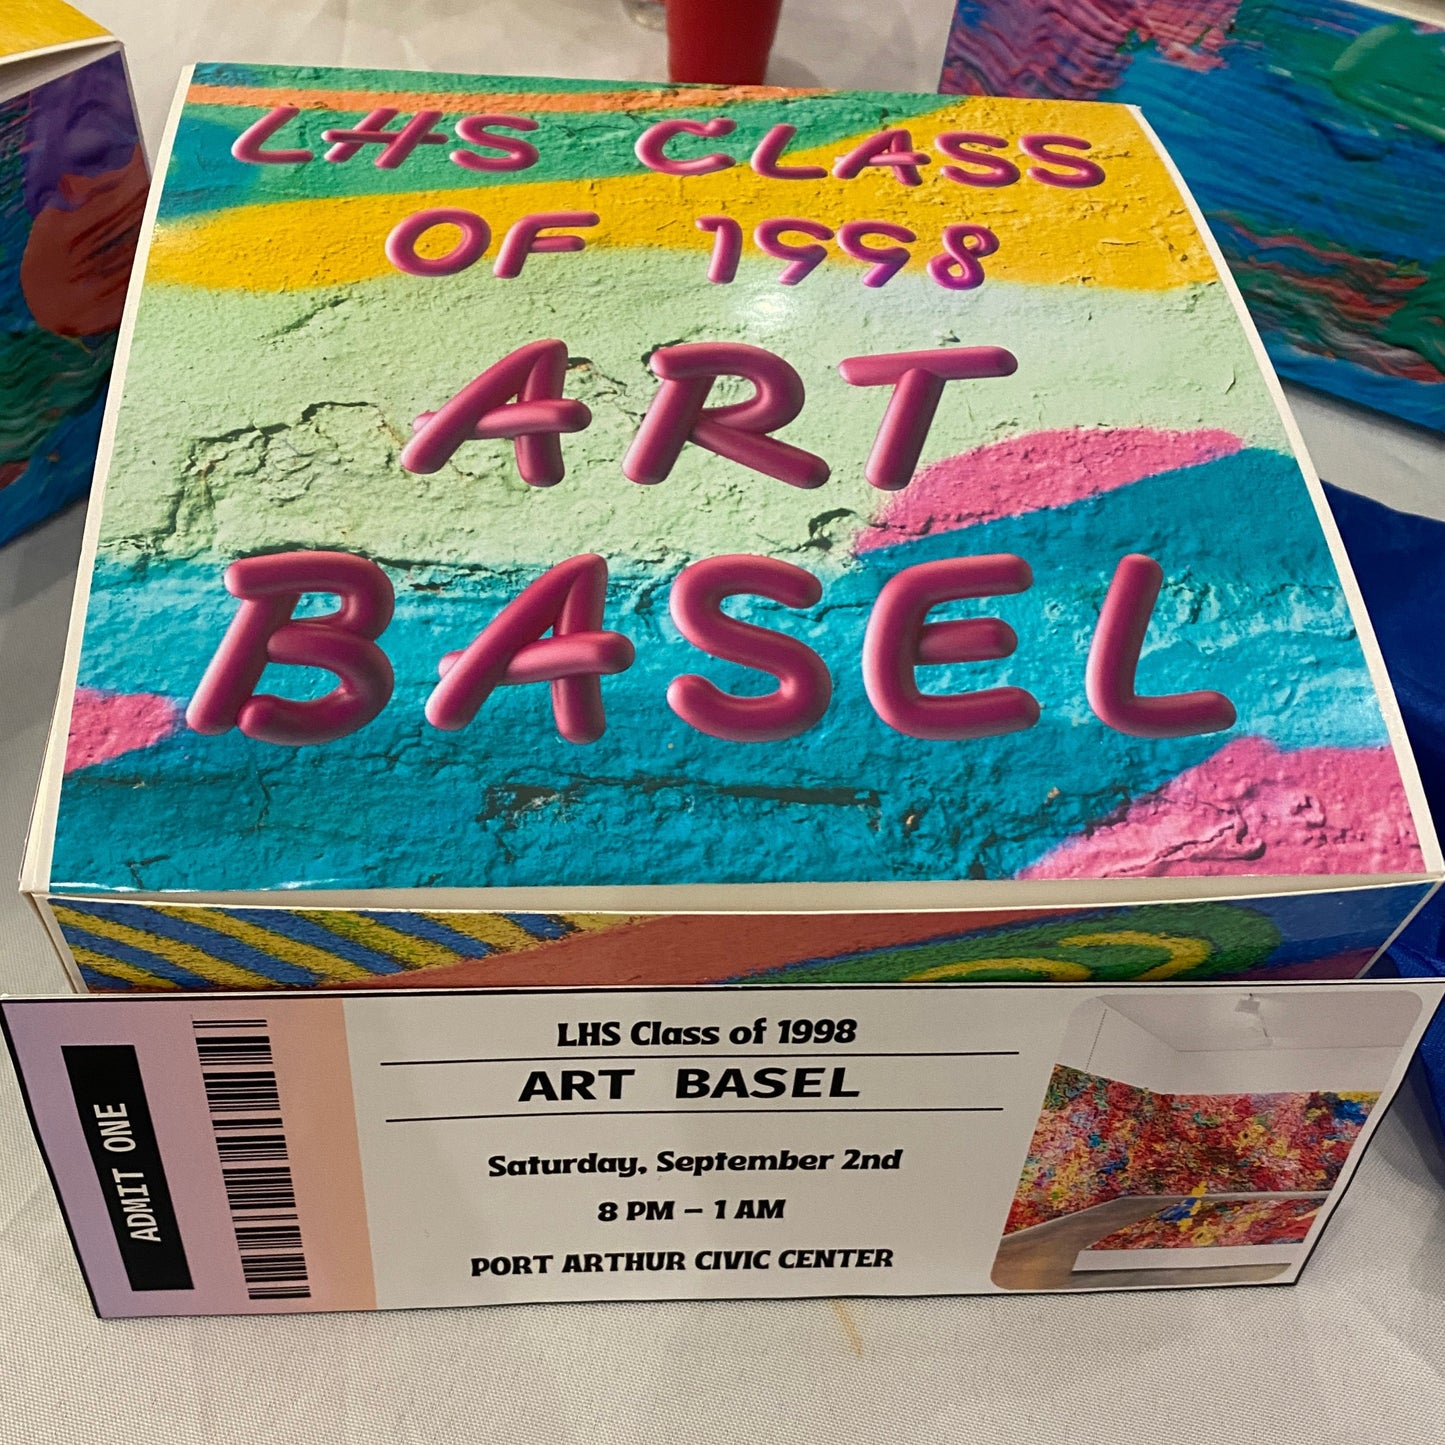 LHS CLASS
OF 1998
ART
BASEL
ADMIT ONE
LHS Class of 1998
ART BASEL
Saturday, September 2nd
8 PM – 1 AM
PORT ARTHUR CIVIC CENTER